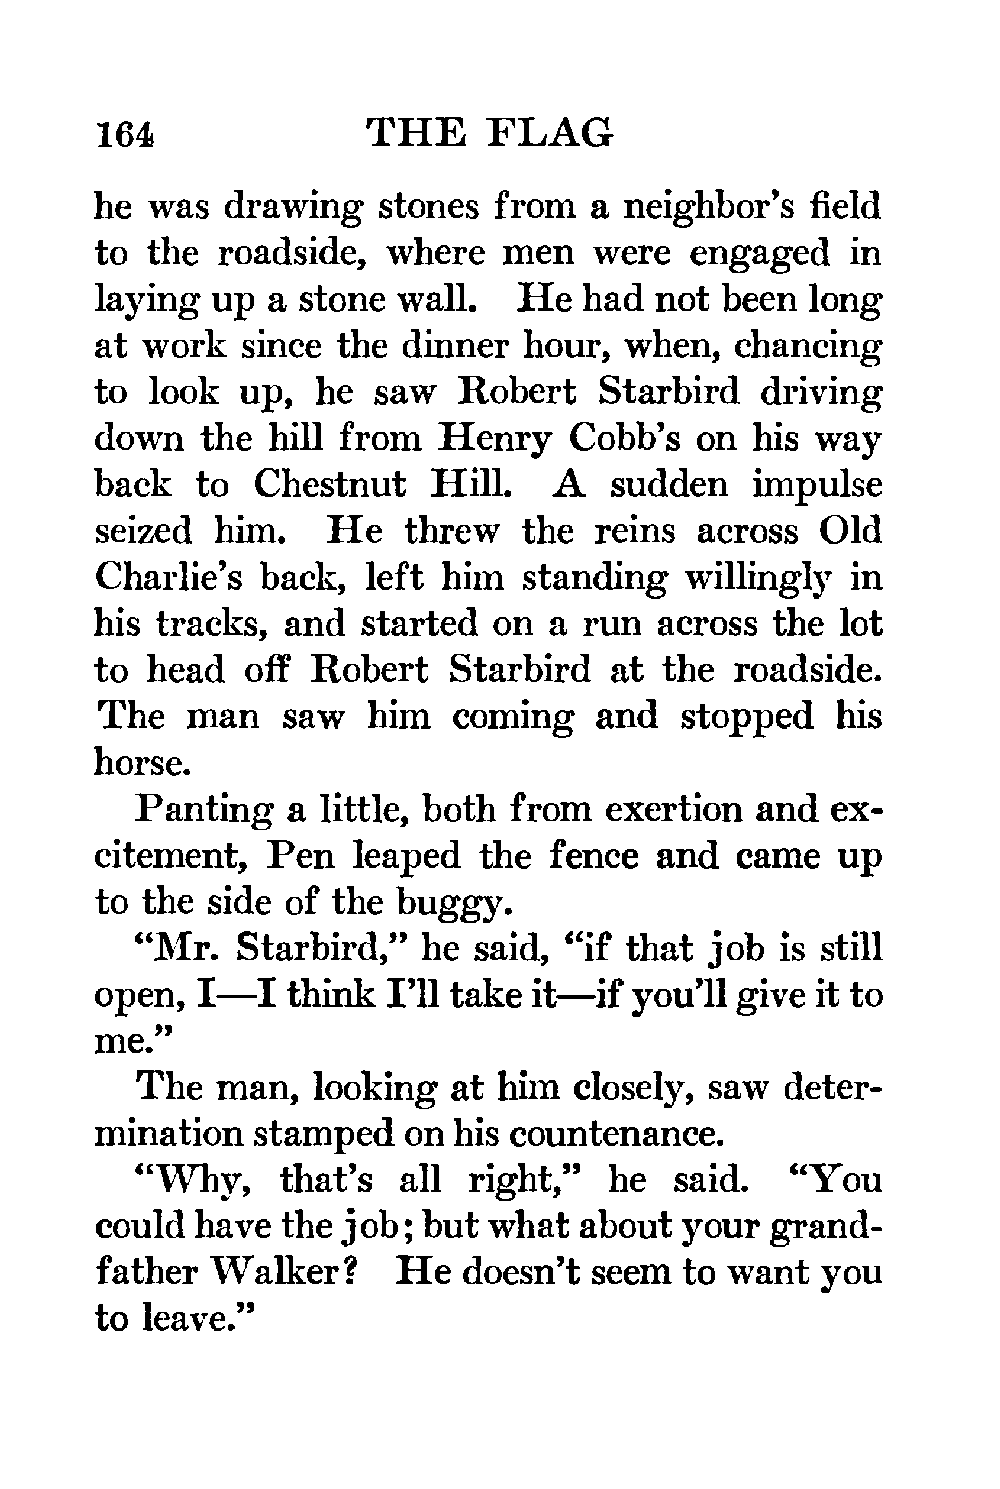 164 THE FLAG
he was drawing stones from a neighbor's field
to the roadside, where men were engaged in
laying up a stone wall. He had not been long
at work since the dinner hour, when, chancing
to look up, he saw Robert Starbird driving
down the hill from Henry Cobb's on his way
back to Chestnut Hill. A sudden impulse
seized him. He threw the reins across Old
Charlie's back, left him standing willingly in
his tracks, and started on a run across the lot
to head off Robert Starbird at the roadside.
The man saw him coming and stopped his
horse.
Panting a little, both from exertion and ex-
citement, Pen leaped the fence and came up
to the side of the buggy.
“Mr. Starbird,” he said, “if that job is still
open, I—I think I'll take it—if you'll give it to
me.”
The man, looking at him closely, saw deter-
mination stamped on his countenance.
“Why, that's all right,” he said. “You
could have the job; but what about your grand-
father Walker? He doesn't seem to want you
to leave.”